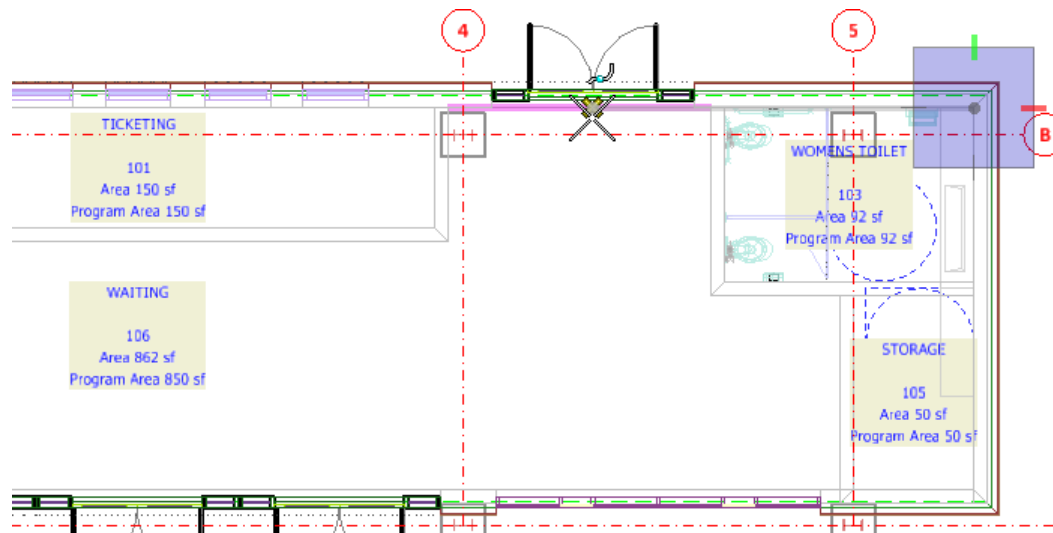 4
5
B
TICKETING
101
Area 150 sf
Program Area 150 sf
WOMENS TOILET
103
Area 92 sf
Program Area 92 sf
WAITING
106
Area 862 sf
Program Area 850 sf
STORAGE
105
Area 50 sf
Program Area 50 sf